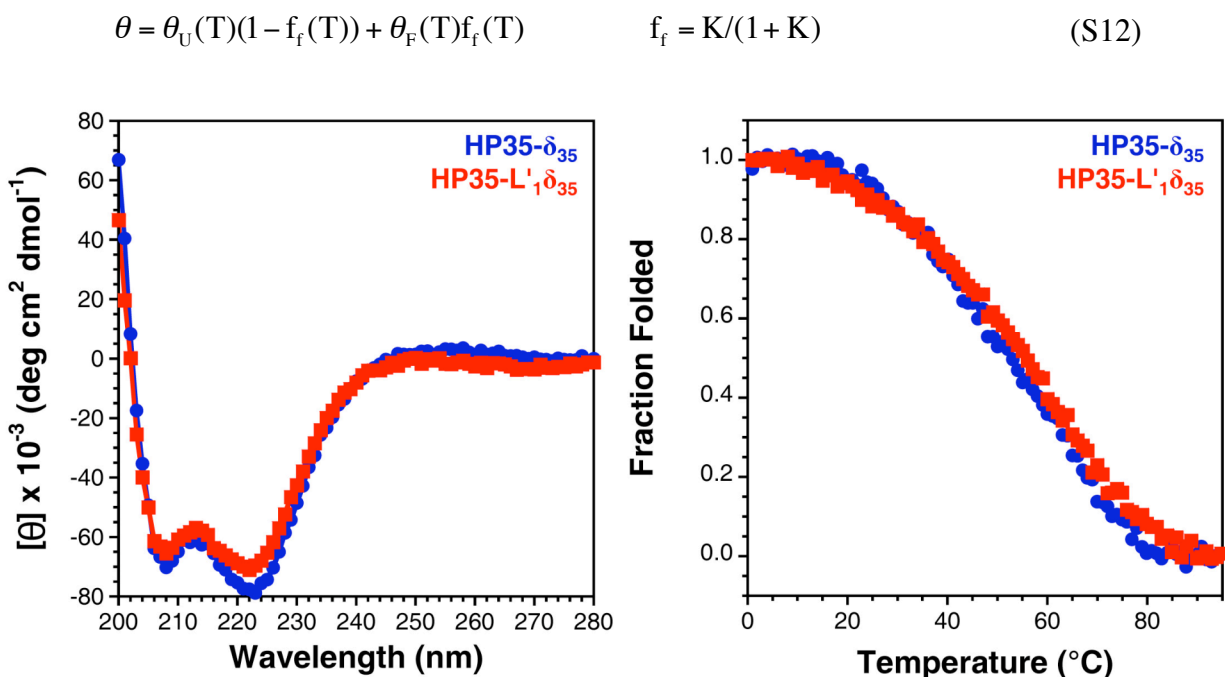 θ = θ_U(T)(1 − f_f(T)) + θ_F(T)f_f(T) f_f = K/(1 + K) (S12)
[θ] x 10⁻³ (deg cm² dmol⁻¹)
80
60
40
20
0
-20
-40
-60
-80
HP35-δ₃₅
HP35-L'₁δ₃₅
200 210 220 230 240 250 260 270 280
Wavelength (nm)
Fraction Folded
1.0
0.8
0.6
0.4
0.2
0.0
HP35-δ₃₅
HP35-L'₁δ₃₅
0 20 40 60 80
Temperature (°C)